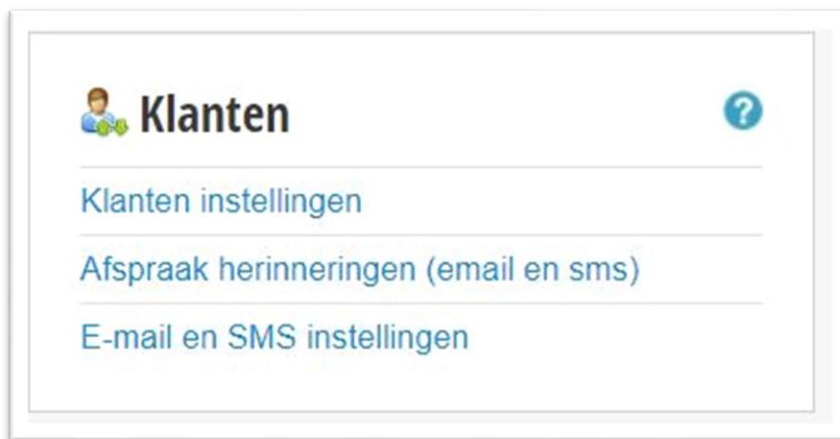 Klanten
?
Klanten instellingen
Afspraak herinneringen (email en sms)
E-mail en SMS instellingen